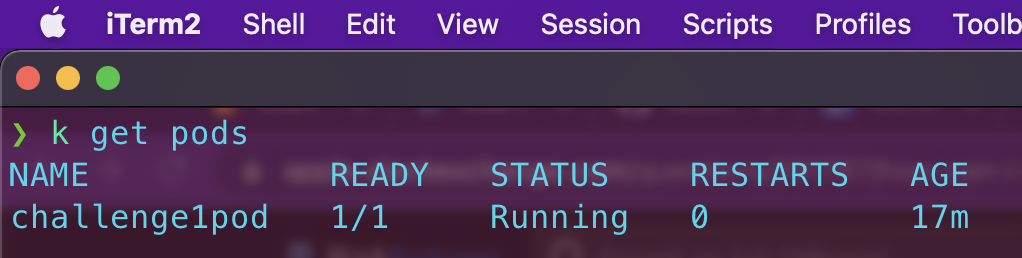 iTerm2 Shell Edit View Session Scripts Profiles Toolb
❯ k get pods
NAME READY STATUS RESTARTS AGE
challenge1pod 1/1 Running 0 17m